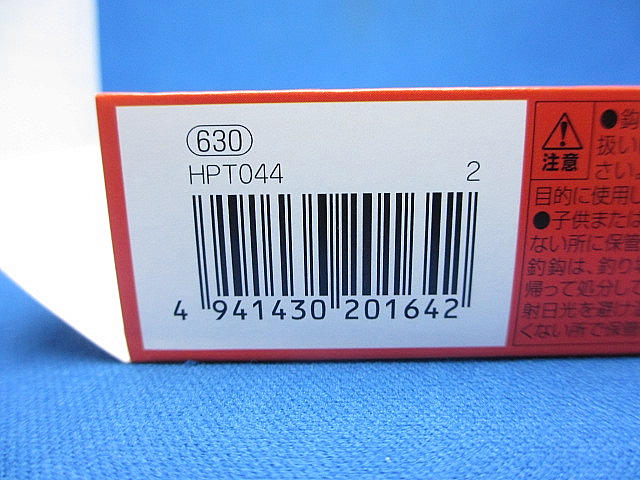 630
HPT044 2
4 941430 201642
注意
●鈎
扱い
さい
目的に使用し
●子供また
ない所に保管
釣鈎は、釣り
帰って処分し
射日光を避け
くない所で保管